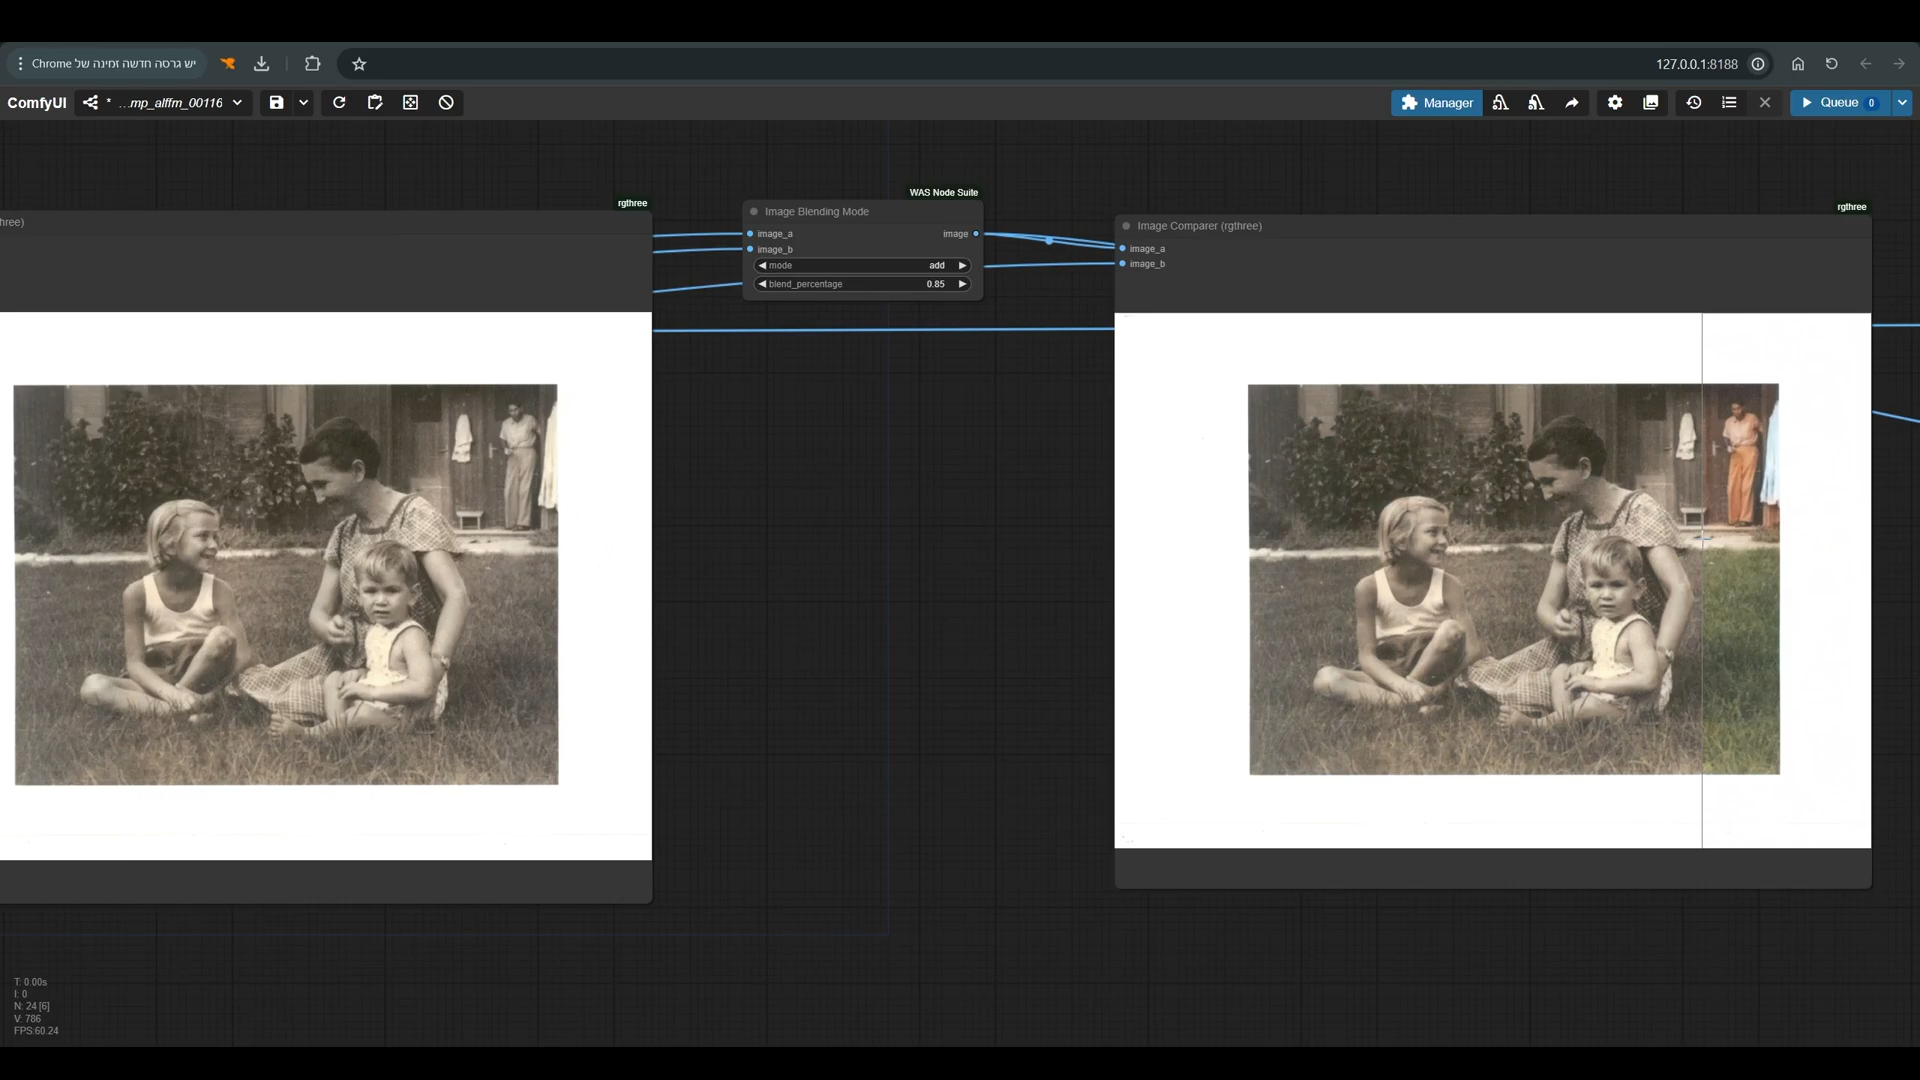 יש גרסה חדשה זמינה של Chrome
127.0.0.1:8188
ComfyUI
* ...mp_alffm_00116
Manager
Queue 0
rgthree
hree)
WAS Node Suite
Image Blending Mode
image_a image
image_b
mode add
blend_percentage 0.85
rgthree
Image Comparer (rgthree)
image_a
image_b
T: 0.00s
I: 0
N: 24 [6]
V: 786
FPS:60.24